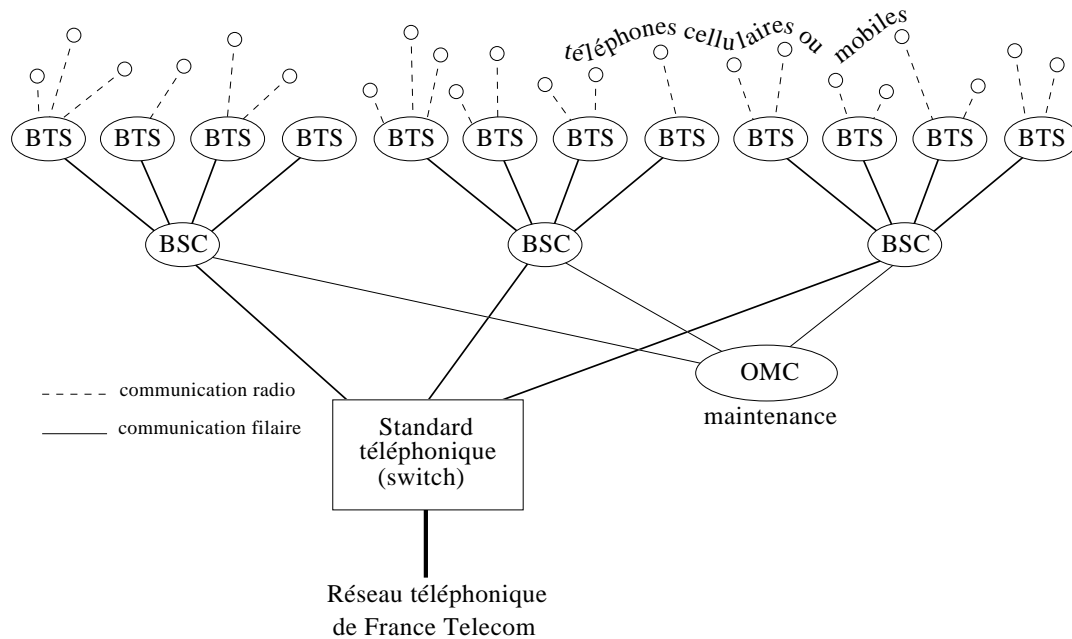 téléphones cellulaires ou mobiles
BTS BTS BTS BTS BTS BTS BTS BTS BTS BTS BTS BTS
BSC BSC BSC
OMC
maintenance
communication radio
communication filaire
Standard
téléphonique
(switch)
Réseau téléphonique
de France Telecom